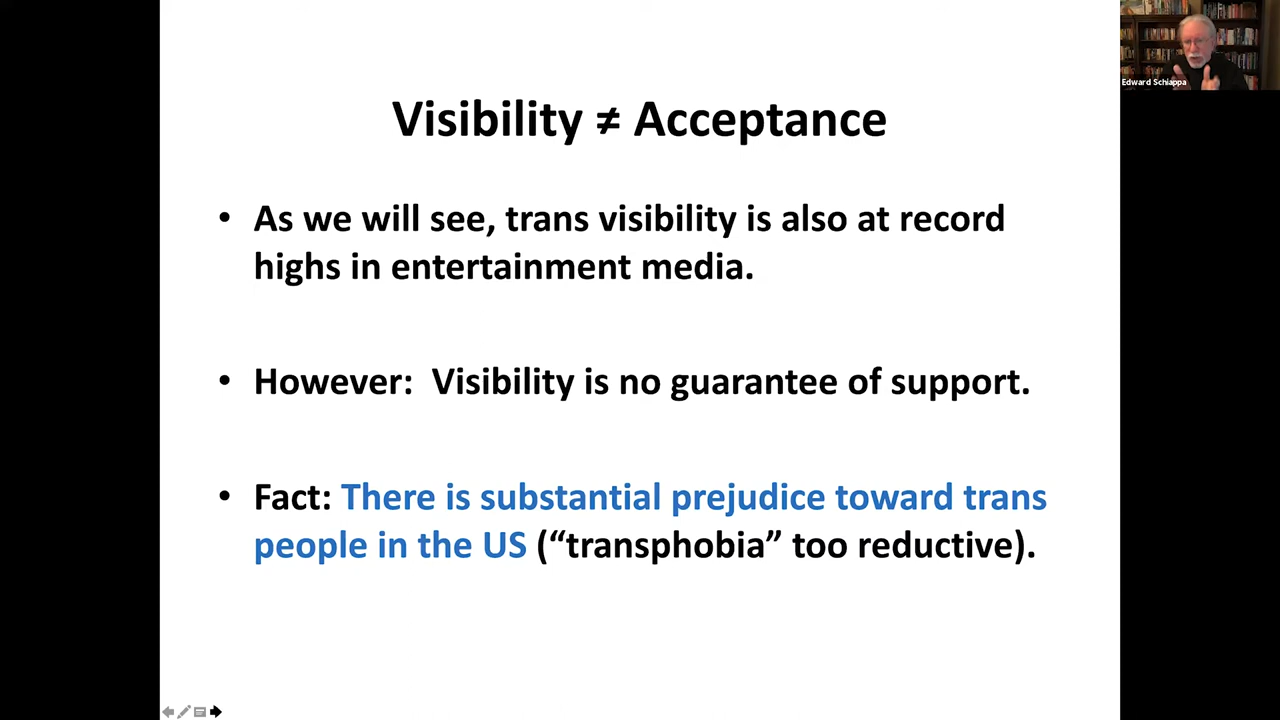 Edward Schiappa
Visibility ≠ Acceptance
• As we will see, trans visibility is also at record
highs in entertainment media.
• However:  Visibility is no guarantee of support.
• Fact: There is substantial prejudice toward trans
people in the US (“transphobia” too reductive).